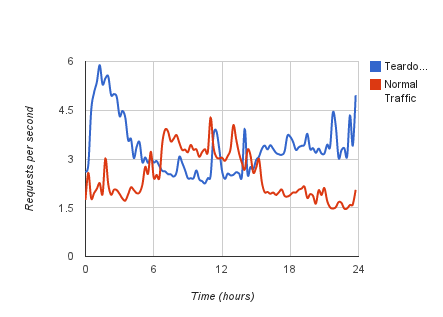 6
4.5
3
1.5
0
0
6
12
18
24
Requests per second
Time (hours)
Teardo...
Normal
Traffic